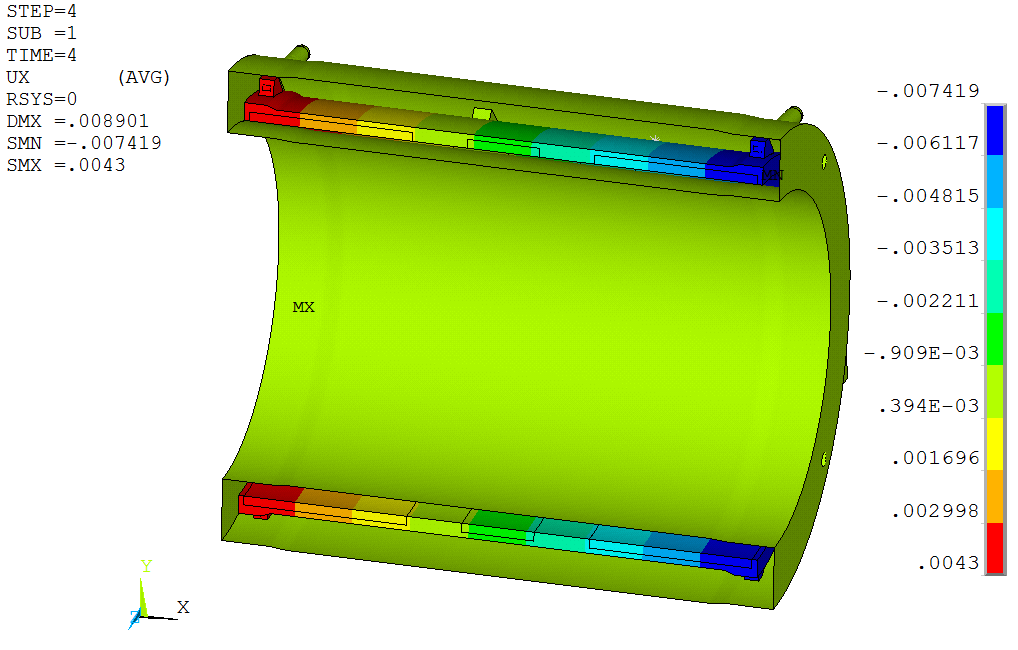 STEP=4
SUB =1
TIME=4
UX (AVG)
RSYS=0
DMX =.008901
SMN =-.007419
SMX =.0043
MN
MX
-.007419
-.006117
-.004815
-.003513
-.002211
-.909E-03
.394E-03
.001696
.002998
.0043
Y
X
Z